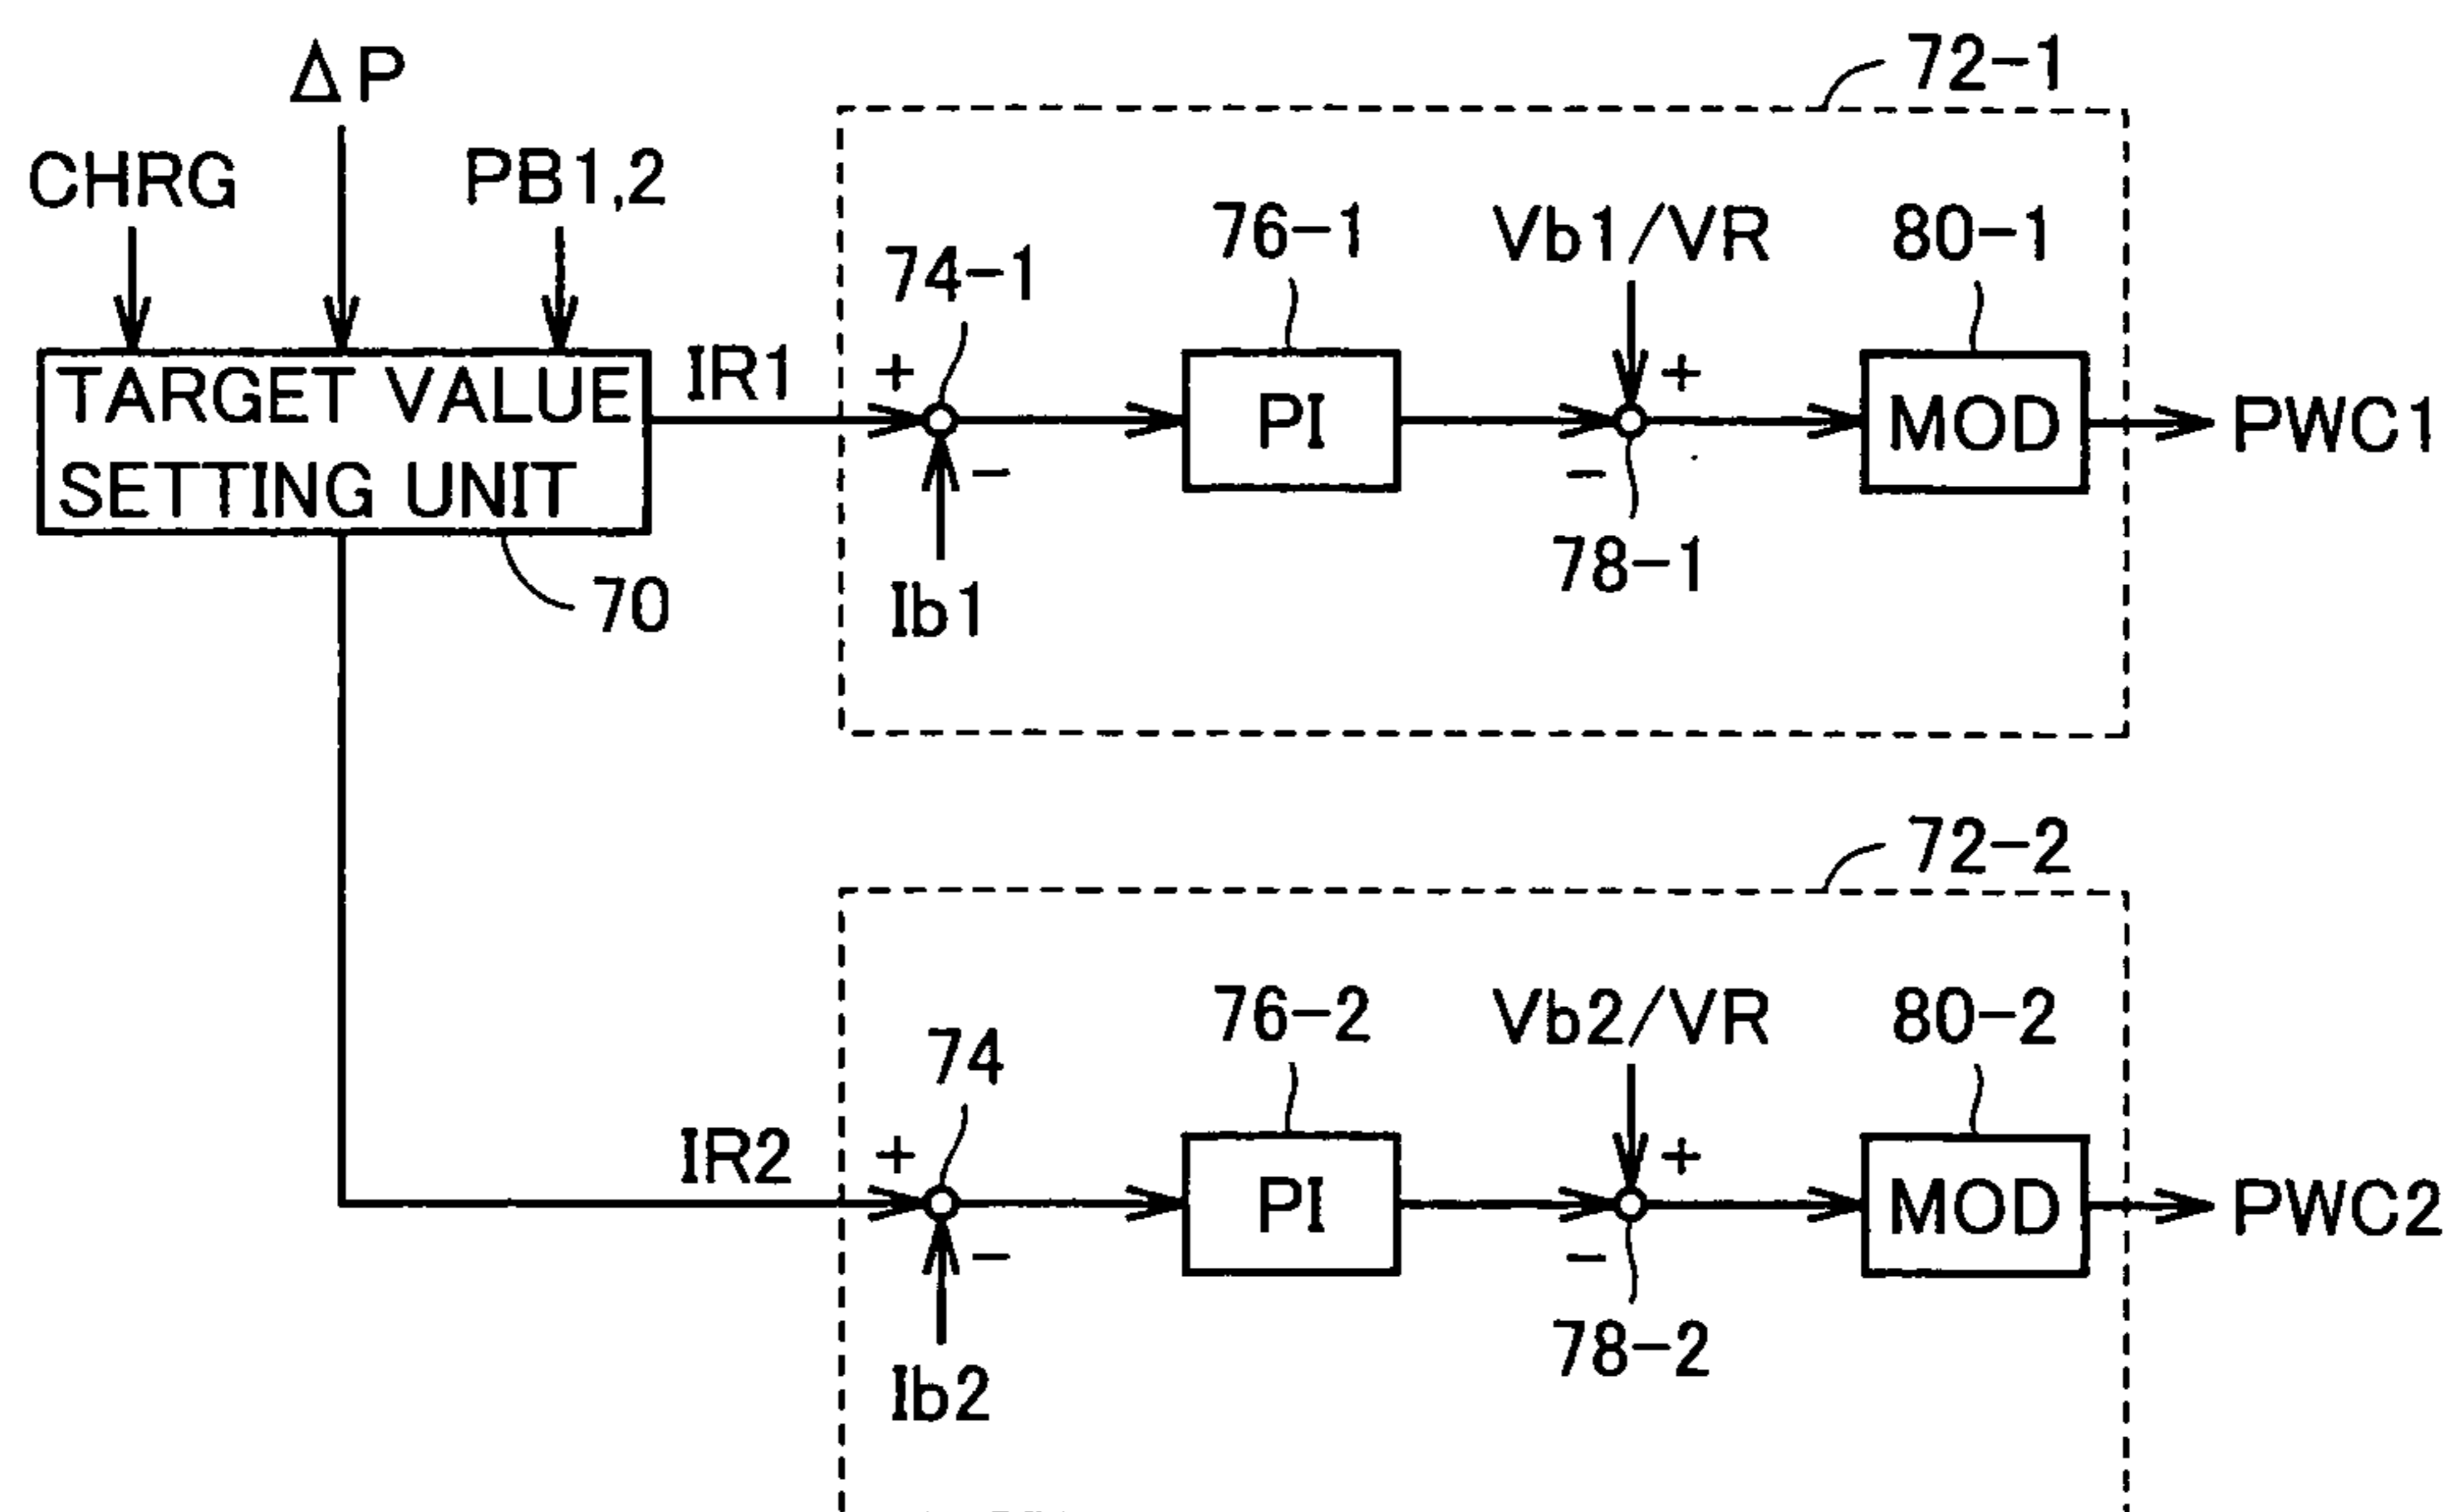 ΔP
CHRG
PB1,2
TARGET VALUE
SETTING UNIT
70
IR1
72-1
74-1
+
-
Ib1
76-1
PI
Vb1/VR
+
-
78-1
80-1
MOD
PWC1
IR2
72-2
74
+
-
Ib2
76-2
PI
Vb2/VR
+
-
78-2
80-2
MOD
PWC2